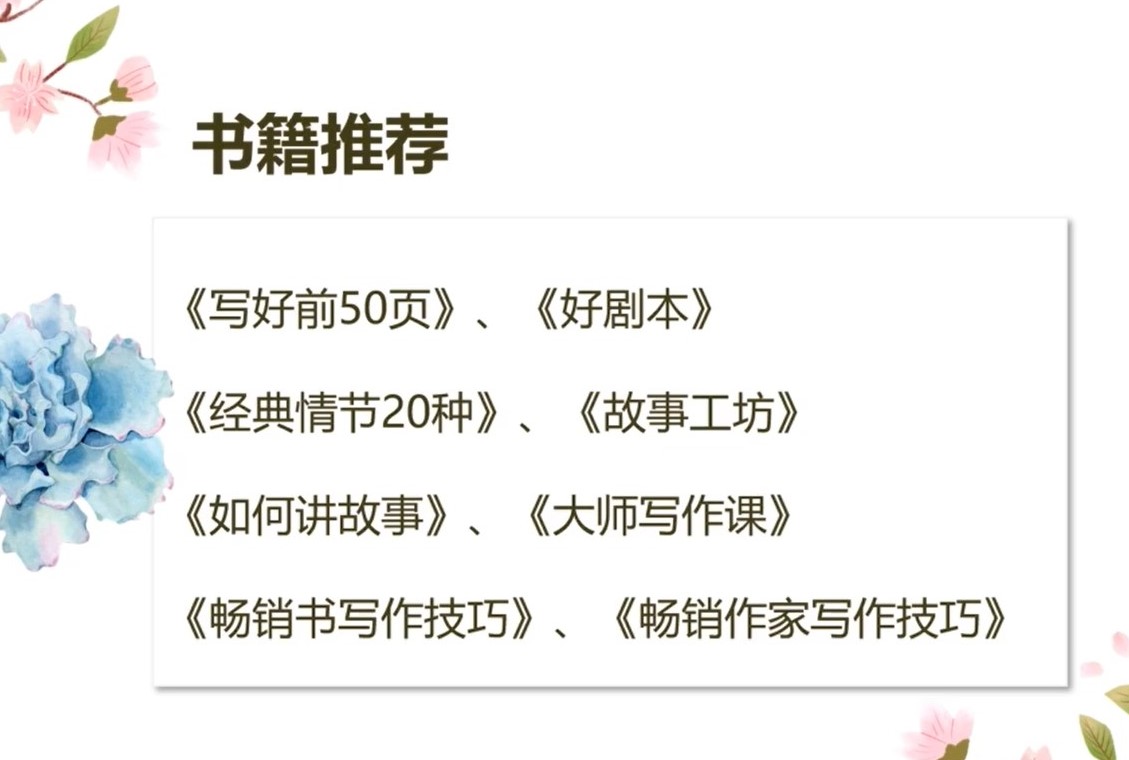 书籍推荐
《写好前50页》、《好剧本》
《经典情节20种》、《故事工坊》
《如何讲故事》、《大师写作课》
《畅销书写作技巧》、《畅销作家写作技巧》